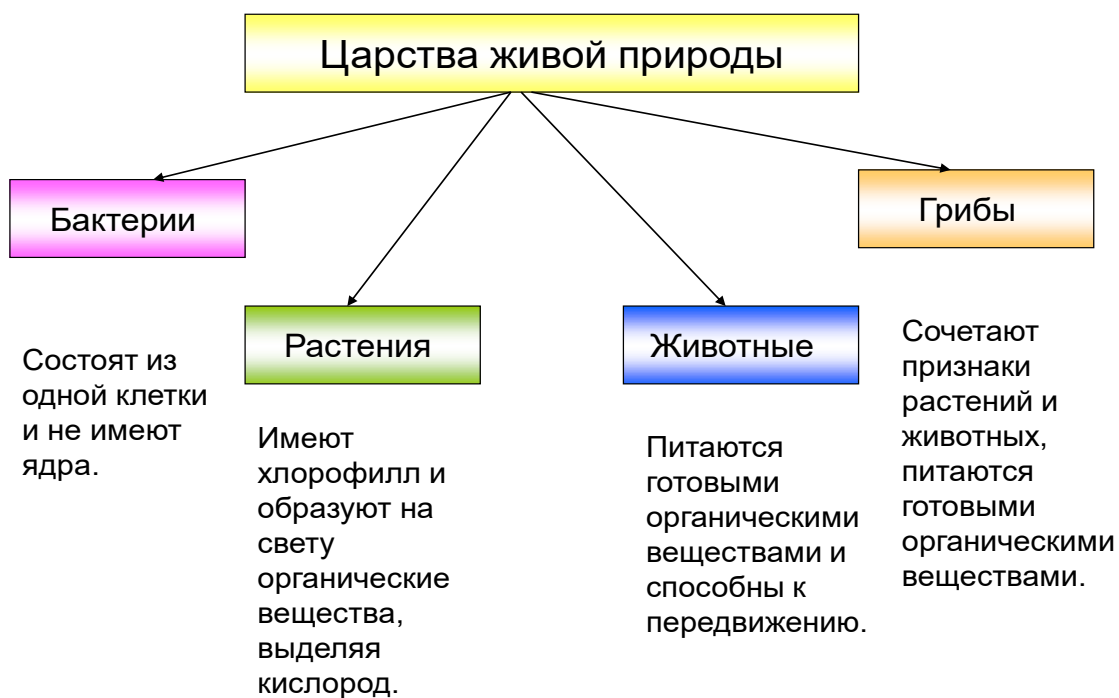 Царства живой природы
Бактерии
Грибы
Растения
Животные
Состоят из
одной клетки
и не имеют
ядра.
Имеют
хлорофилл и
образуют на
свету
органические
вещества,
выделяя
кислород.
Питаются
готовыми
органическими
веществами и
способны к
передвижению.
Сочетают
признаки
растений и
животных,
питаются
готовыми
органическими
веществами.